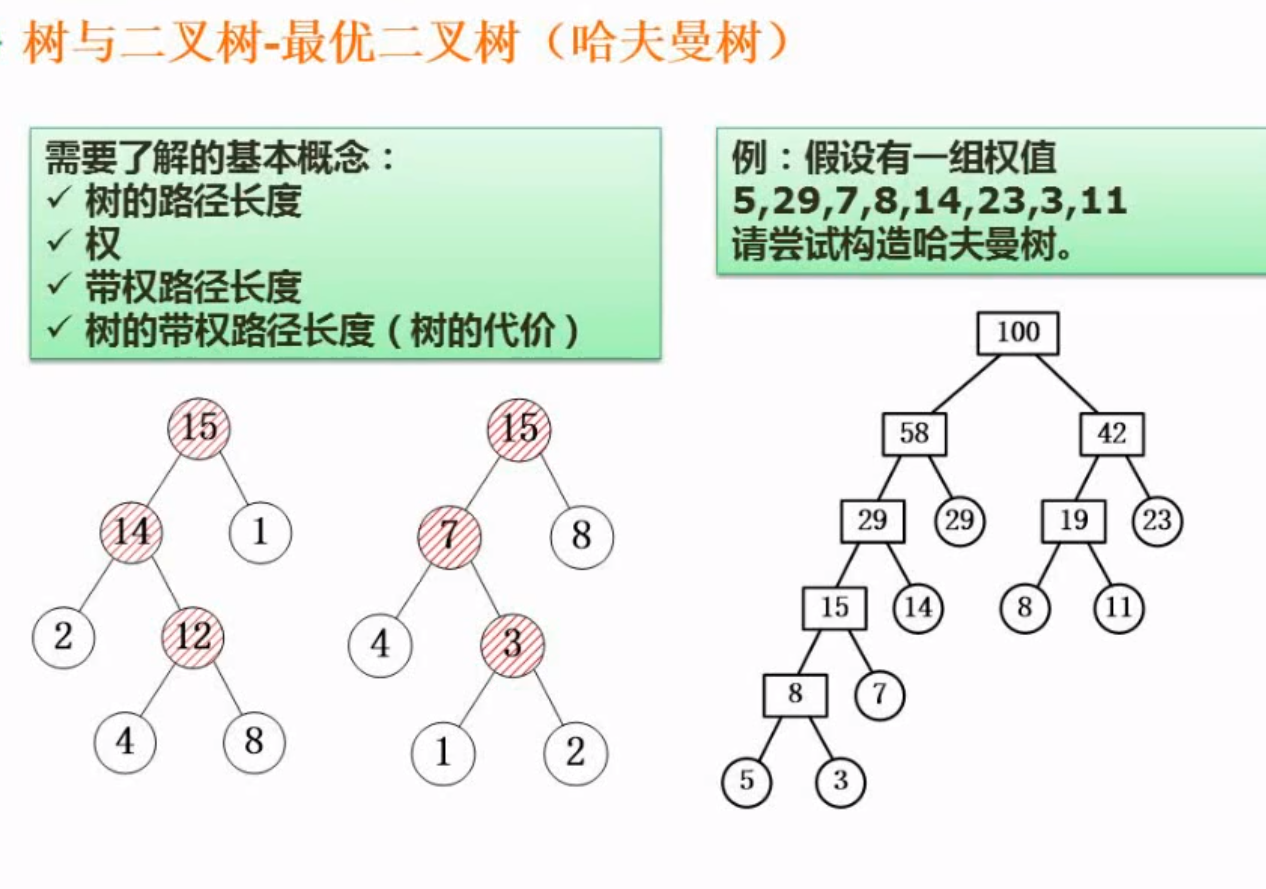 树与二叉树-最优二叉树（哈夫曼树）
需要了解的基本概念：
✓ 树的路径长度
✓ 权
✓ 带权路径长度
✓ 树的带权路径长度（树的代价）
例：假设有一组权值
5,29,7,8,14,23,3,11
请尝试构造哈夫曼树。
15
14 1
2 12
4 8
15
7 8
4 3
1 2
100
58 42
29 29 19 23
15 14 8 11
8 7
5 3